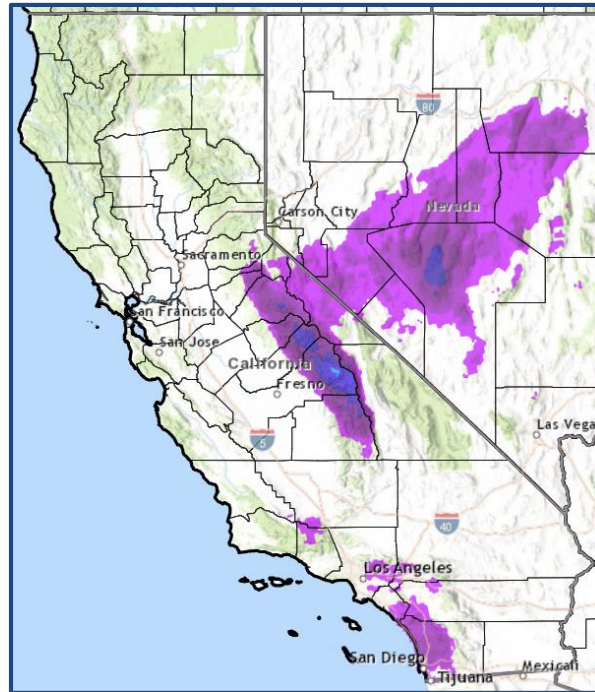 80
Carson City
Nevada
Sacramento
San Francisco
San Jose
California
Fresno
Las Vega
5
40
Los Angeles
San Diego
Tijuana
Mexicali